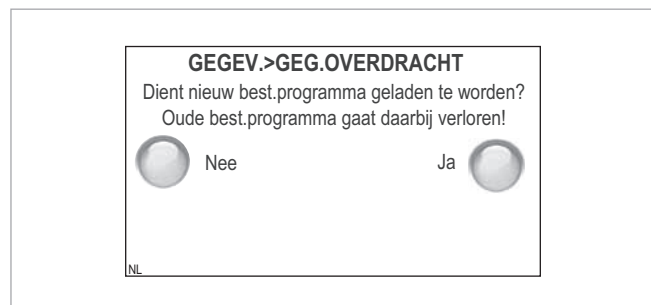 GEGEV.>GEG.OVERDRACHT
Dient nieuw best.programma geladen te worden?
Oude best.programma gaat daarbij verloren!
Nee Ja
NL